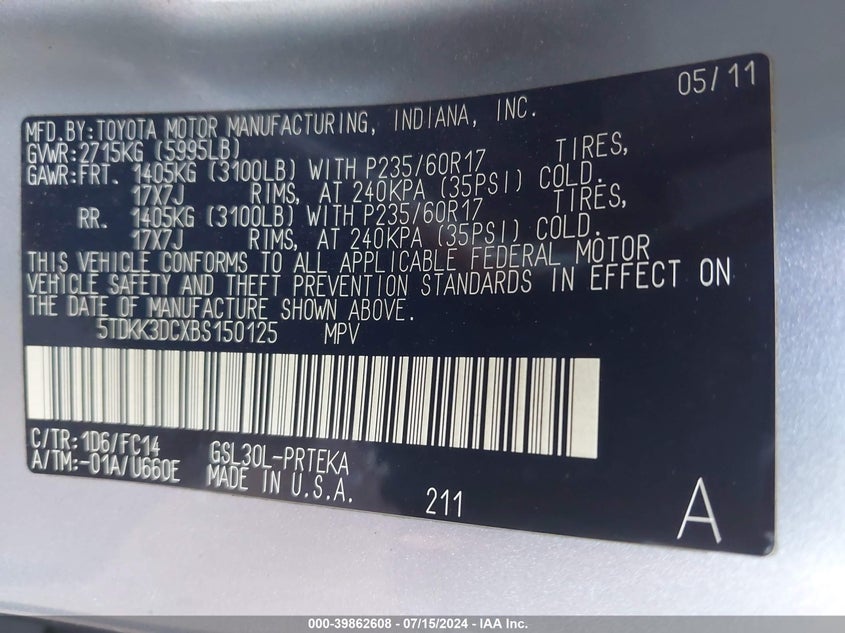 05/11
MFD.BY:TOYOTA MOTOR MANUFACTURING, INDIANA, INC.
GVWR:2715KG (5995LB)
GAWR:FRT. 1405KG (3100LB) WITH P235/60R17 TIRES,
17X7J RIMS, AT 240KPA (35PSI) COLD.
RR. 1405KG (3100LB) WITH P235/60R17 TIRES,
17X7J RIMS, AT 240KPA (35PSI) COLD.
THIS VEHICLE CONFORMS TO ALL APPLICABLE FEDERAL MOTOR
VEHICLE SAFETY AND THEFT PREVENTION STANDARDS IN EFFECT ON
THE DATE OF MANUFACTURE SHOWN ABOVE.
5TDKK3DCXBS150125 MPV
C/TR:1D6/FC14 GSL30L-PRTEKA
A/TM:-01A/U660E MADE IN U.S.A.
211
A
000-39862608 - 07/15/2024 - IAA Inc.